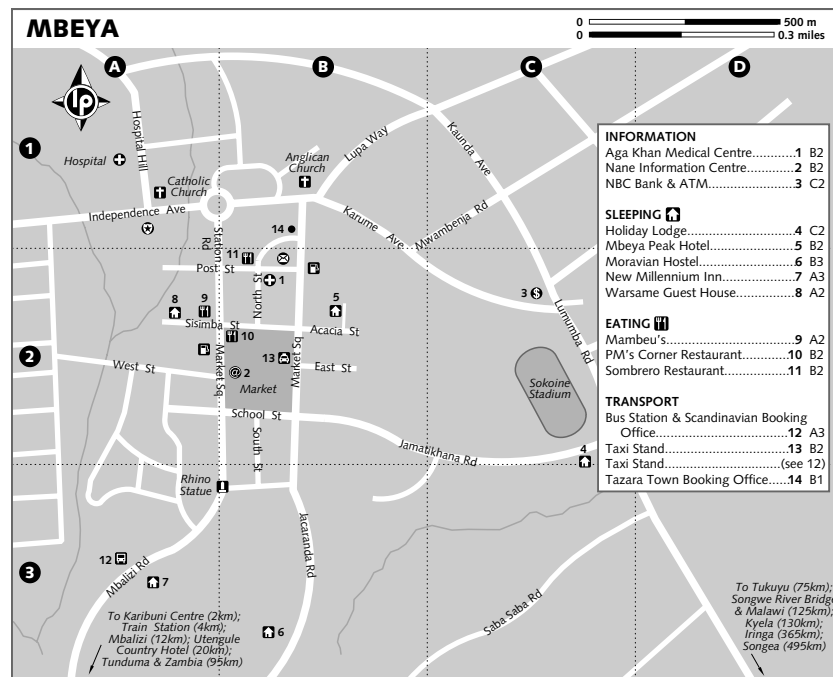 MBEYA
0 500 m
0 0.3 miles
A
B
C
D
1
2
3
lp
Hospital
Hospital Hill
Catholic
Church
Anglican
Church
Lupa Way
Kaunda Ave
Independence Ave
Station
Rd
14
Karume Ave
Mwambenja Rd
11
Post St
North St
1
8
9
5
3
$
Sisimba St
Acacia St
10
Lumumba Rd
13
Market Sq
Market Sq
West St
East St
@ 2
Market
Sokoine
Stadium
School St
South St
Jamatikhana Rd
4
Rhino
Statue
Jacaranda Rd
12
Mbalizi Rd
7
6
Saba Saba Rd
To Karibuni Centre (2km);
Train Station (4km);
Mbalizi (12km); Utengule
Country Hotel (20km);
Tunduma & Zambia (95km)
To Tukuyu (75km);
Songwe River Bridge
& Malawi (125km);
Kyela (130km);
Iringa (365km);
Songea (495km)
INFORMATION
Aga Khan Medical Centre............1 B2
Nane Information Centre............2 B2
NBC Bank & ATM............3 C2
SLEEPING
Holiday Lodge............4 C2
Mbeya Peak Hotel............5 B2
Moravian Hostel............6 B3
New Millennium Inn............7 A3
Warsame Guest House............8 A2
EATING
Mambeu's............9 A2
PM's Corner Restaurant............10 B2
Sombrero Restaurant............11 B2
TRANSPORT
Bus Station & Scandinavian Booking
Office............12 A3
Taxi Stand............13 B2
Taxi Stand............(see 12)
Tazara Town Booking Office......14 B1